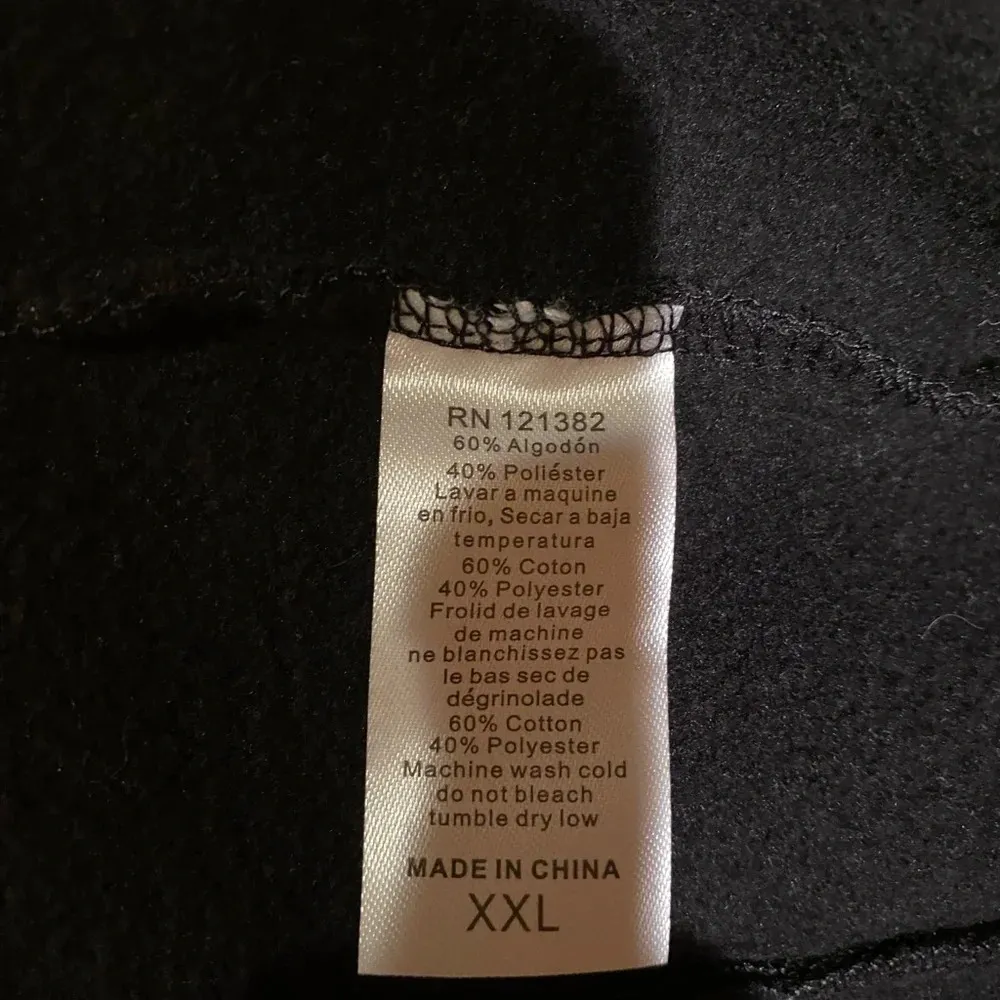 RN 121382
60% Algodón
40% Poliéster
Lavar a maquine
en frio, Secar a baja
temperatura
60% Coton
40% Polyester
Frolid de lavage
de machine
ne blanchissez pas
le bas sec de
dégrinolade
60% Cotton
40% Polyester
Machine wash cold
do not bleach
tumble dry low
MADE IN CHINA
XXL